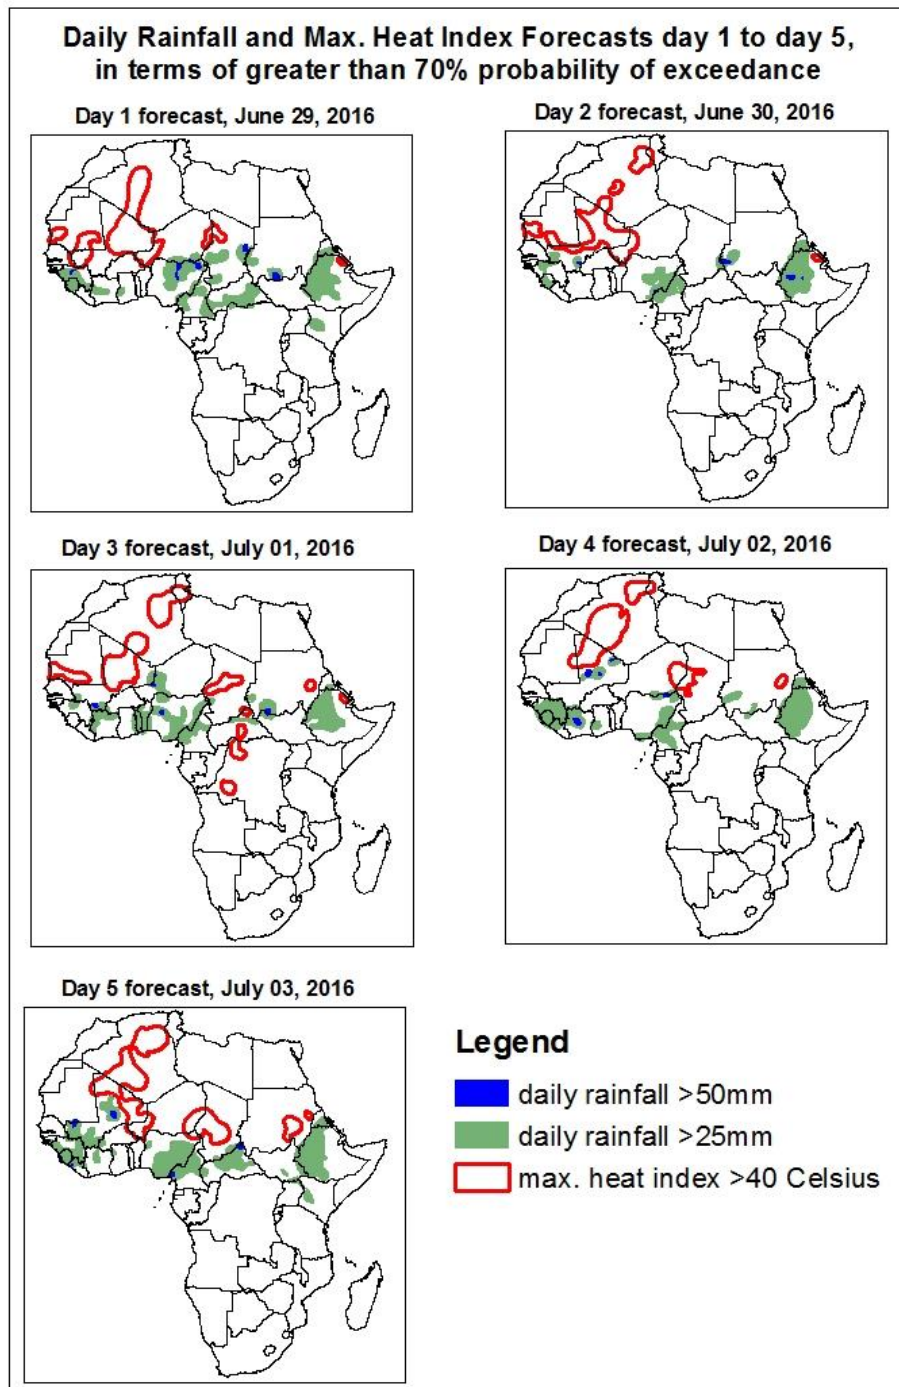 Daily Rainfall and Max. Heat Index Forecasts day 1 to day 5,
in terms of greater than 70% probability of exceedance
Day 1 forecast, June 29, 2016
Day 2 forecast, June 30, 2016
Day 3 forecast, July 01, 2016
Day 4 forecast, July 02, 2016
Day 5 forecast, July 03, 2016
Legend
daily rainfall >50mm
daily rainfall >25mm
max. heat index >40 Celsius